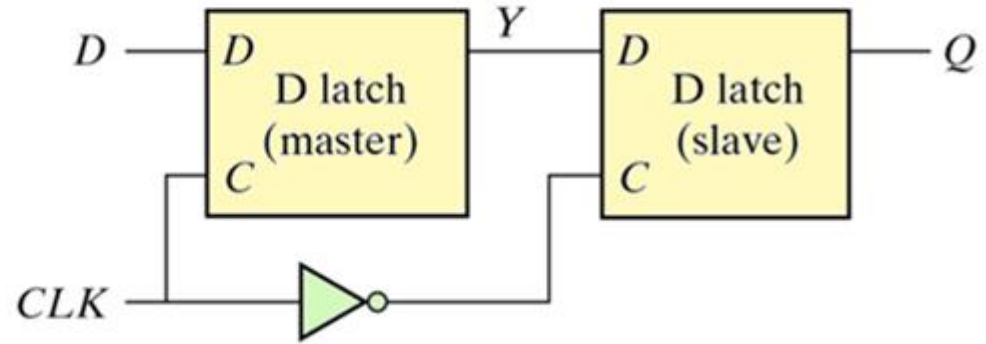 Y
D D D Q
D latch D latch
(master) (slave)
C C
CLK